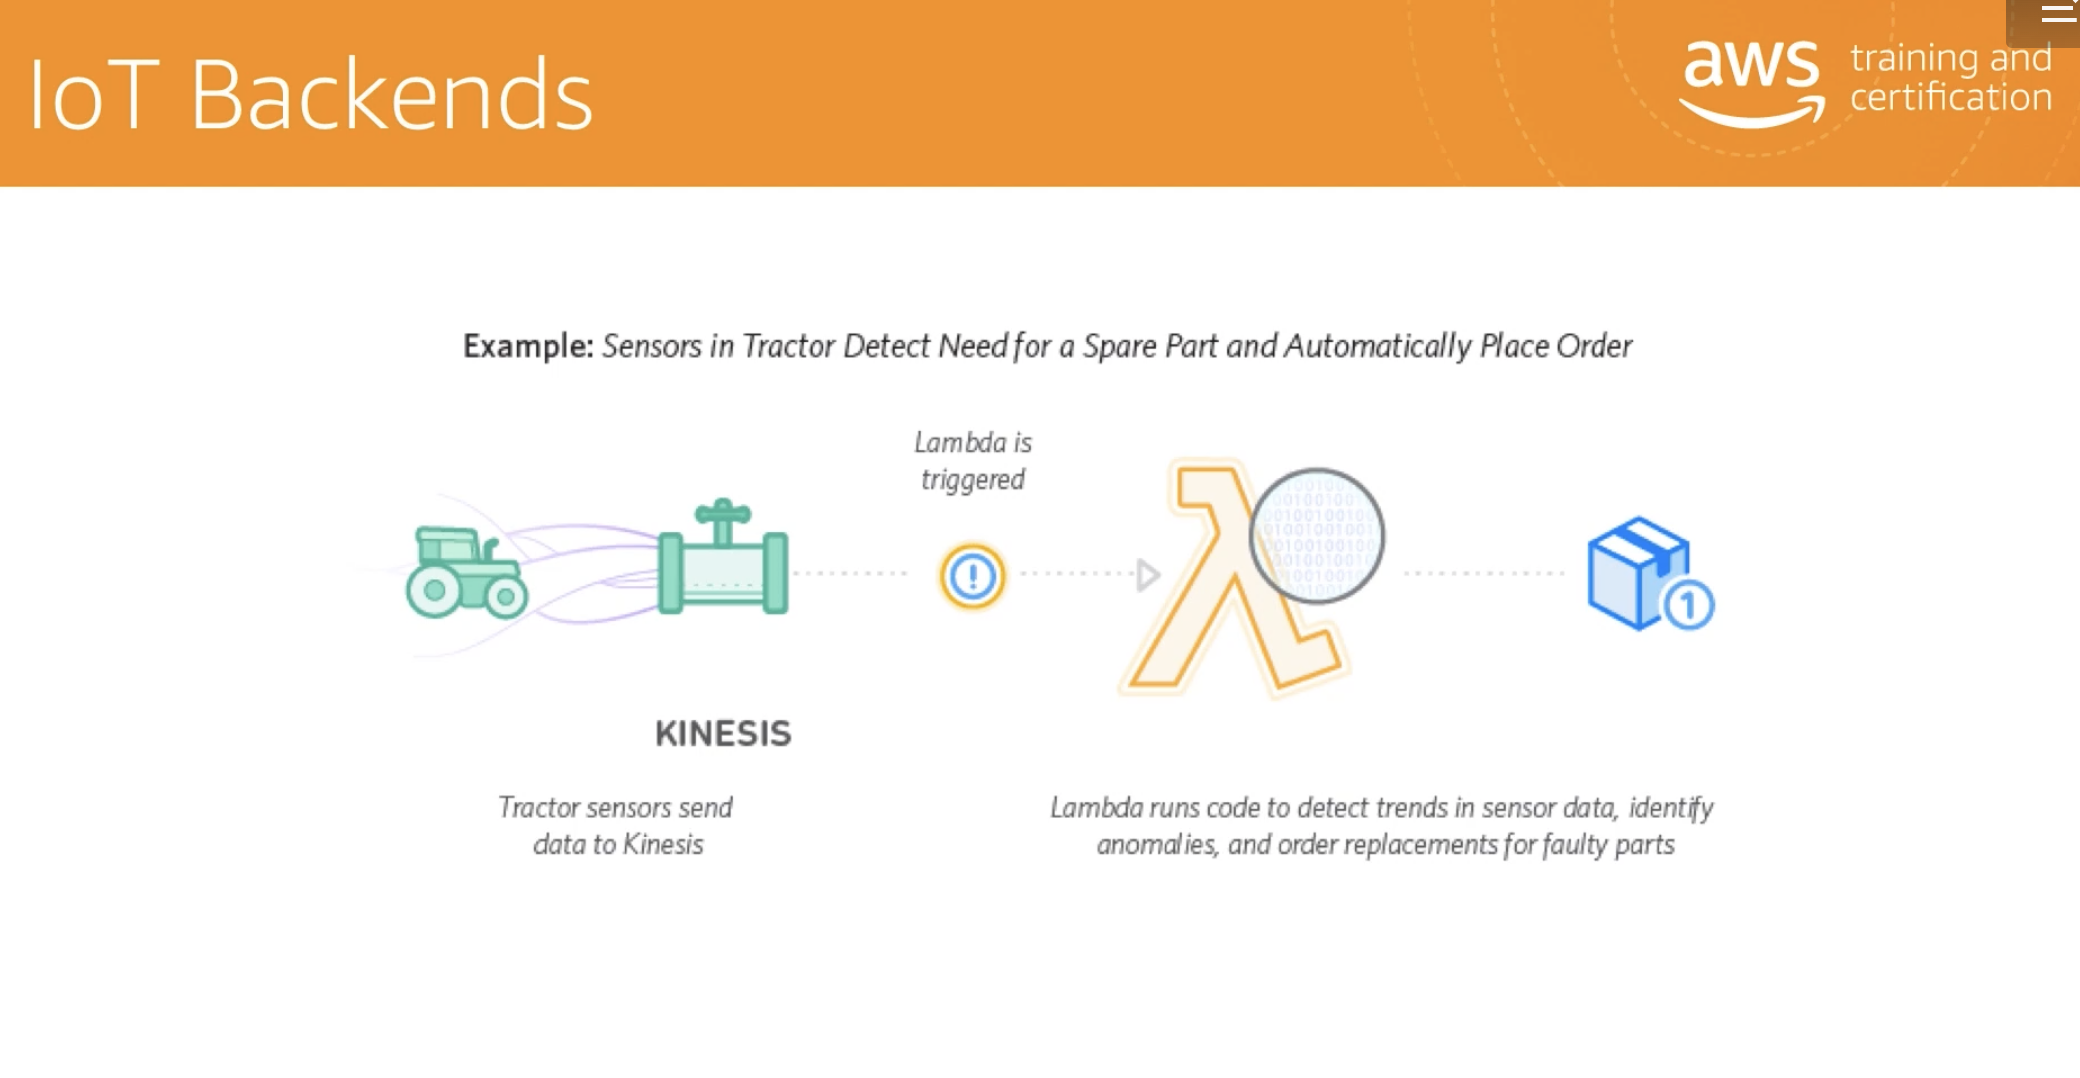 IoT Backends
aws training and
certification
Example: Sensors in Tractor Detect Need for a Spare Part and Automatically Place Order
Lambda is
triggered
1
KINESIS
Tractor sensors send
data to Kinesis
Lambda runs code to detect trends in sensor data, identify
anomalies, and order replacements for faulty parts